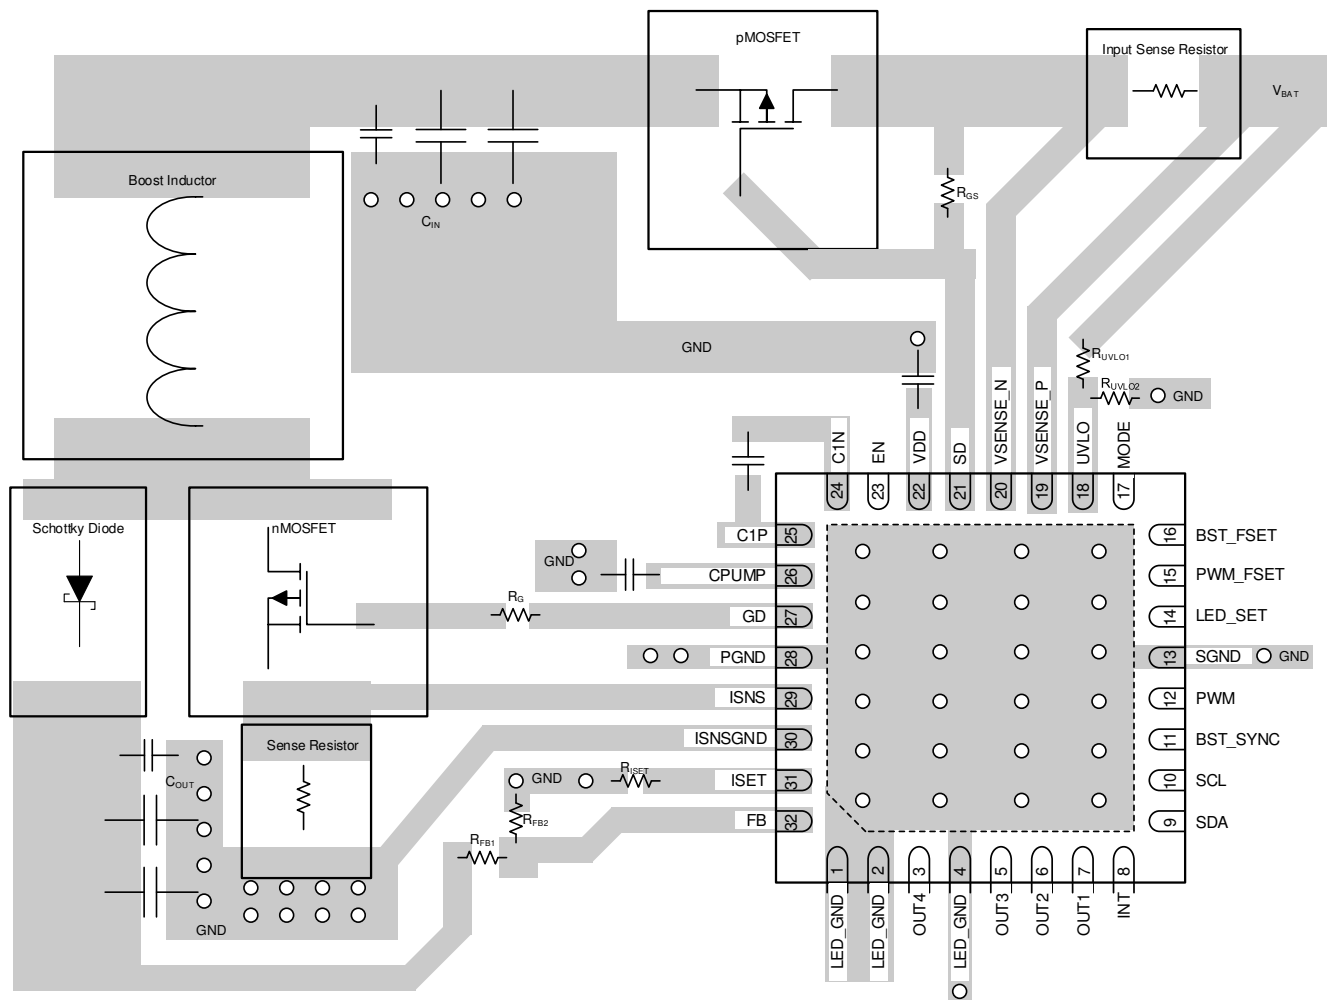 pMOSFET
Input Sense Resistor
VBAT
Boost Inductor
CIN
RGS
GND
RUVLO1
RUVLO2
GND
C1N
EN
VDD
SD
VSENSE_N
VSENSE_P
UVLO
MODE
24
23
22
21
20
19
18
17
Schottky Diode
nMOSFET
C1P
25
16
BST_FSET
GND
CPUMP
26
15
PWM_FSET
RG
GD
27
14
LED_SET
PGND
28
13
SGND
GND
ISNS
29
12
PWM
ISNSGND
30
11
BST_SYNC
Sense Resistor
COUT
GND
RISET
ISET
31
10
SCL
RFB2
FB
32
9
SDA
RFB1
GND
1
2
3
4
5
6
7
8
LED_GND
LED_GND
OUT4
LED_GND
OUT3
OUT2
OUT1
INT